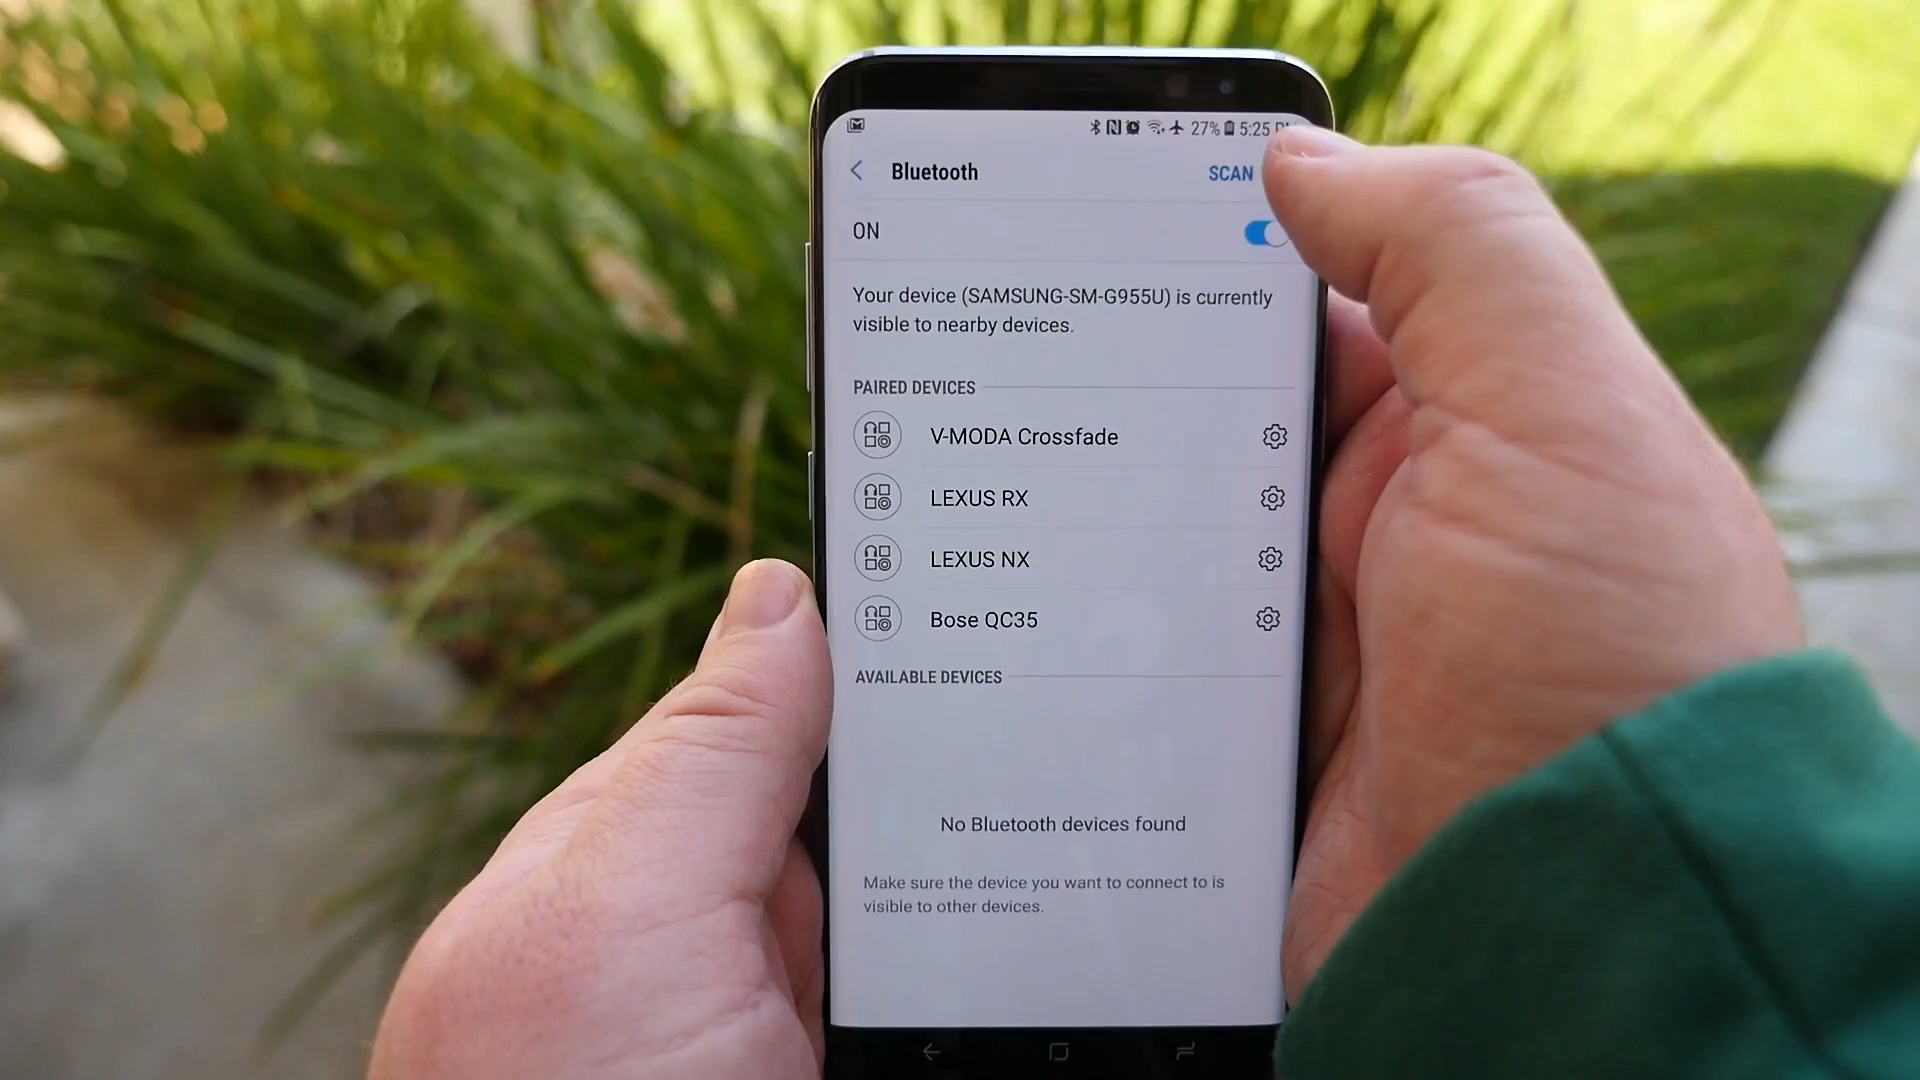 27% 5:25
Bluetooth SCAN
ON
Your device (SAMSUNG-SM-G955U) is currently
visible to nearby devices.
PAIRED DEVICES
V-MODA Crossfade
LEXUS RX
LEXUS NX
Bose QC35
AVAILABLE DEVICES
No Bluetooth devices found
Make sure the device you want to connect to is
visible to other devices.